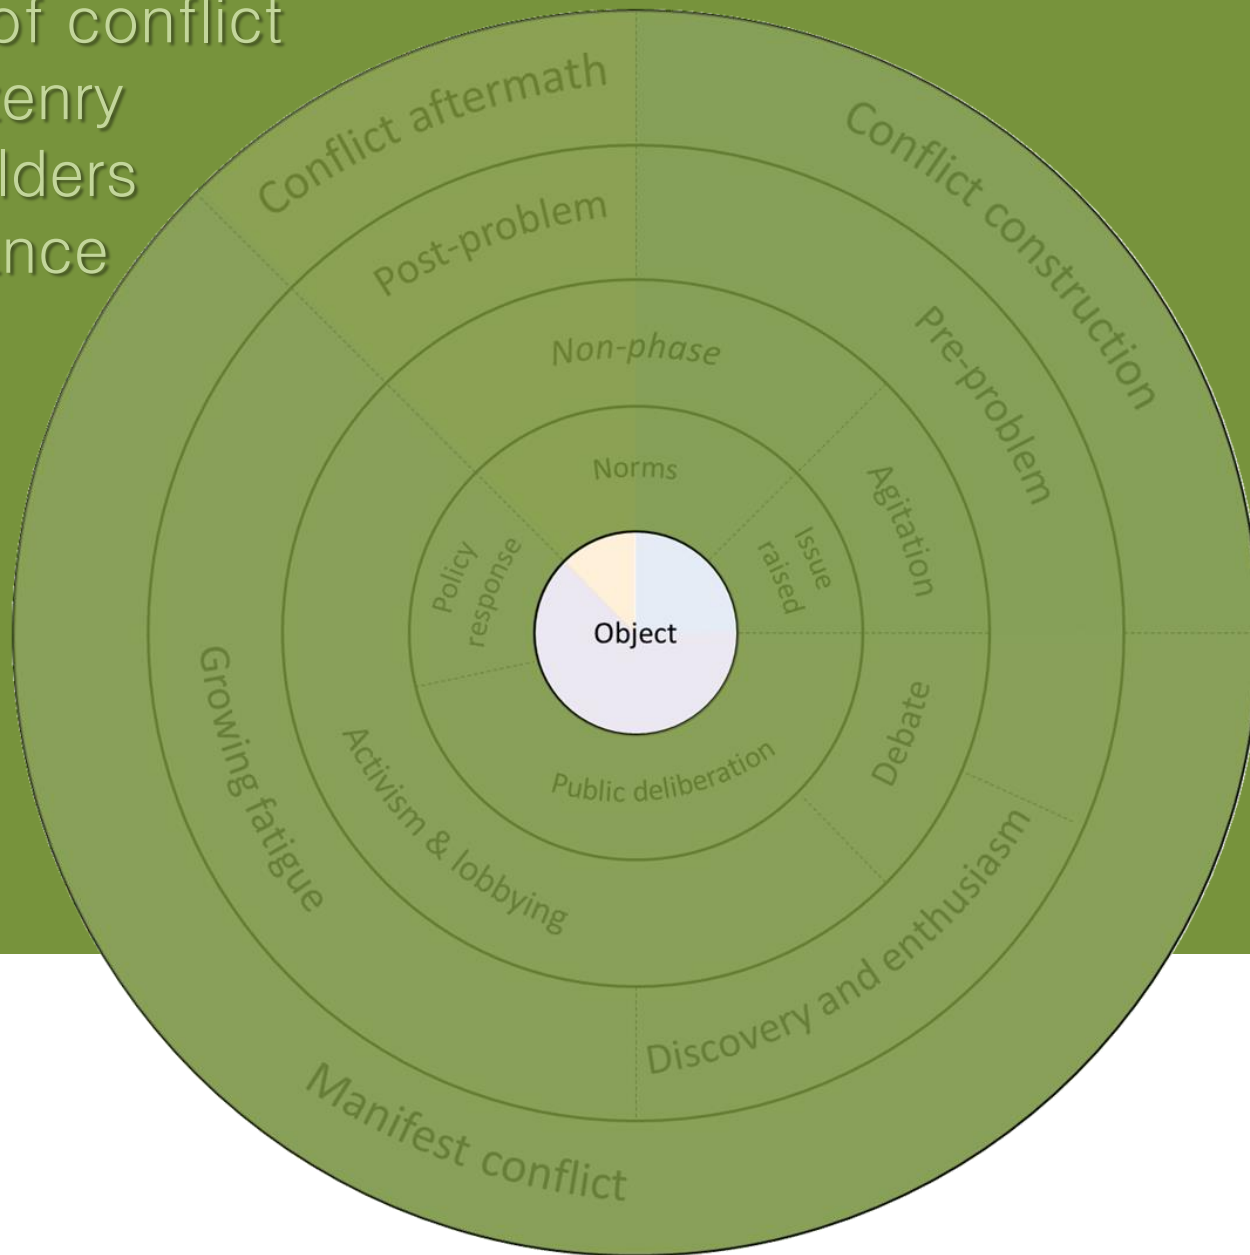 of conflict
enry
lders
nce
Conflict aftermath
Conflict construction
Post-problem
Pre-problem
Non-phase
Agitation
Norms
Issue
raised
Policy
response
Object
Debate
Public deliberation
Activism & lobbying
Growing fatigue
Discovery and enthusiasm
Manifest conflict